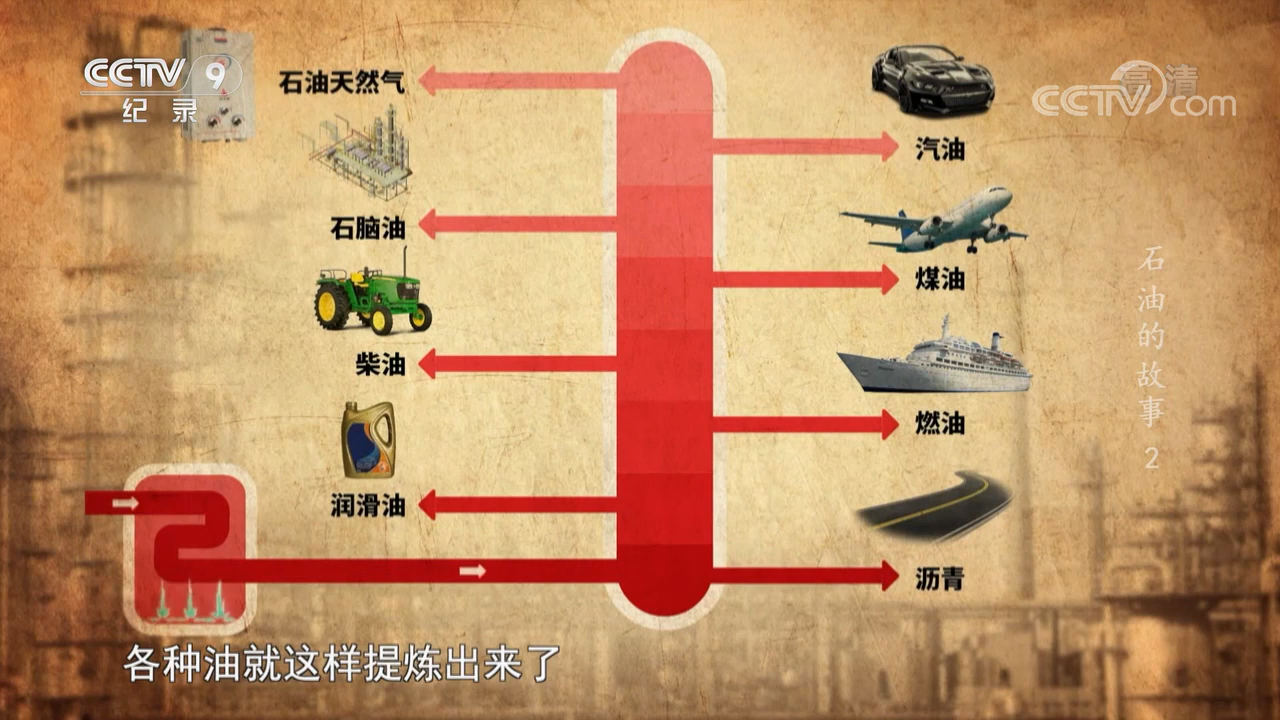 CCTV 9
纪录
高清
CCTV.com
石油天然气
汽油
石脑油
煤油
柴油
燃油
润滑油
沥青
石油的故事 2
各种油就这样提炼出来了